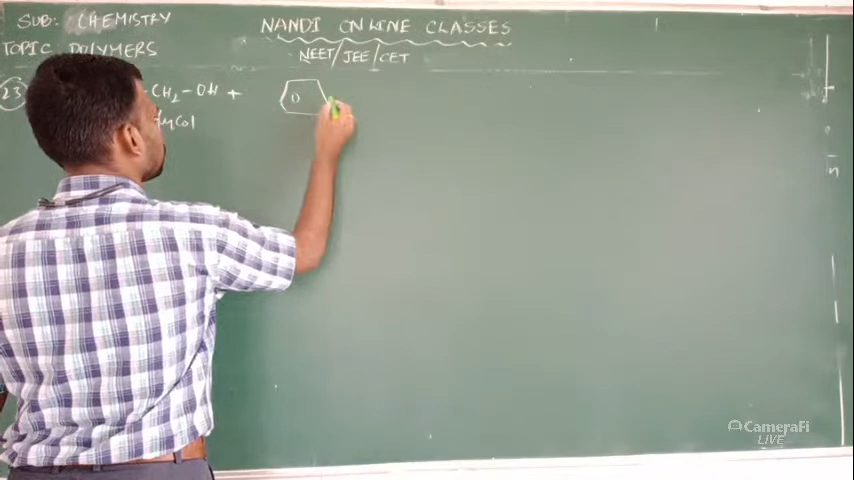 SUB: CHEMISTRY
NANDI ONLINE CLASSES
TOPIC POLYMERS
NEET/JEE/CET
23
CH2-OH +
n
CameraFi
LIVE